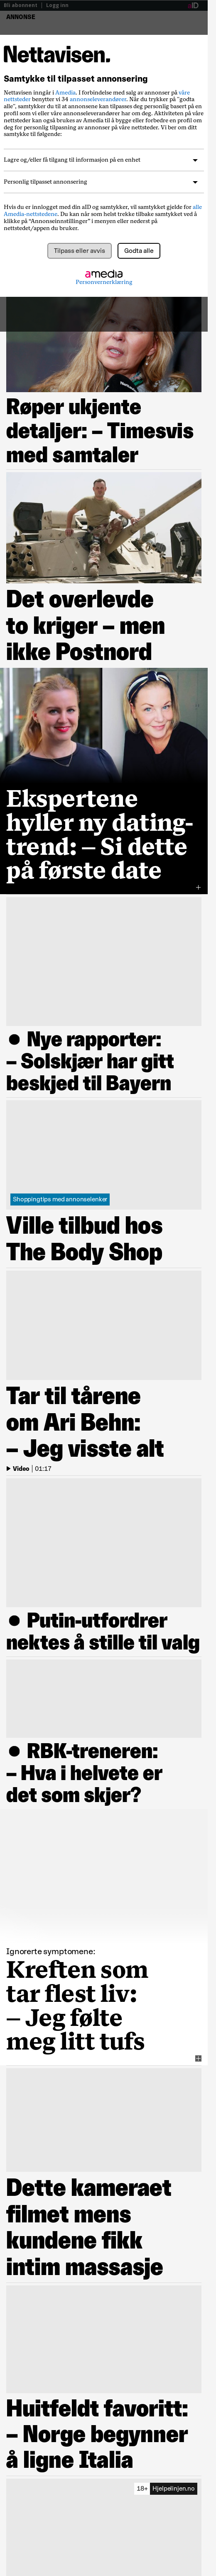 Bli abonnent | Logg inn aID
ANNONSE
Nettavisen.
Samtykke til tilpasset annonsering
Nettavisen inngår i Amedia. I forbindelse med salg av annonser på våre
nettsteder benytter vi 34 annonseleverandører. Når du trykker på "godta
alle", samtykker du til at annonsene kan tilpasses deg personlig basert på en
profil som vi eller våre annonseleverandører har om deg. Aktiviteten på våre
nettsteder kan også brukes av Amedia til å bygge eller forbedre en profil om
deg for personlig tilpasning av annonser på våre nettsteder. Vi ber om ditt
samtykke til følgende:
Lagre og/eller få tilgang til informasjon på en enhet
Personlig tilpasset annonsering
Hvis du er innlogget med din aID og samtykker, vil samtykket gjelde for alle
Amedia-nettstedene. Du kan når som helst trekke tilbake samtykket ved å
klikke på "Annonseinnstillinger" i menyen eller nederst på
nettstedet/appen du bruker.
Tilpass eller avvis
Godta alle
amedia
Personvernerklæring
Røper ukjente
detaljer: – Timesvis
med samtaler
Det overlevde
to kriger – men
ikke Postnord
Ekspertene
hyller ny dating-
trend: – Si dette
på første date
● Nye rapporter:
– Solskjær har gitt
beskjed til Bayern
Shoppingtips med annonselenker
Ville tilbud hos
The Body Shop
Tar til tårene
om Ari Behn:
– Jeg visste alt
Video | 01:17
● Putin-utfordrer
nektes å stille til valg
● RBK-treneren:
– Hva i helvete er
det som skjer?
Ignorerte symptomene:
Kreften som
tar flest liv:
– Jeg følte
meg litt tufs
Dette kameraet
filmet mens
kundene fikk
intim massasje
Huitfeldt favoritt:
– Norge begynner
å ligne Italia
18+ Hjelpelinjen.no